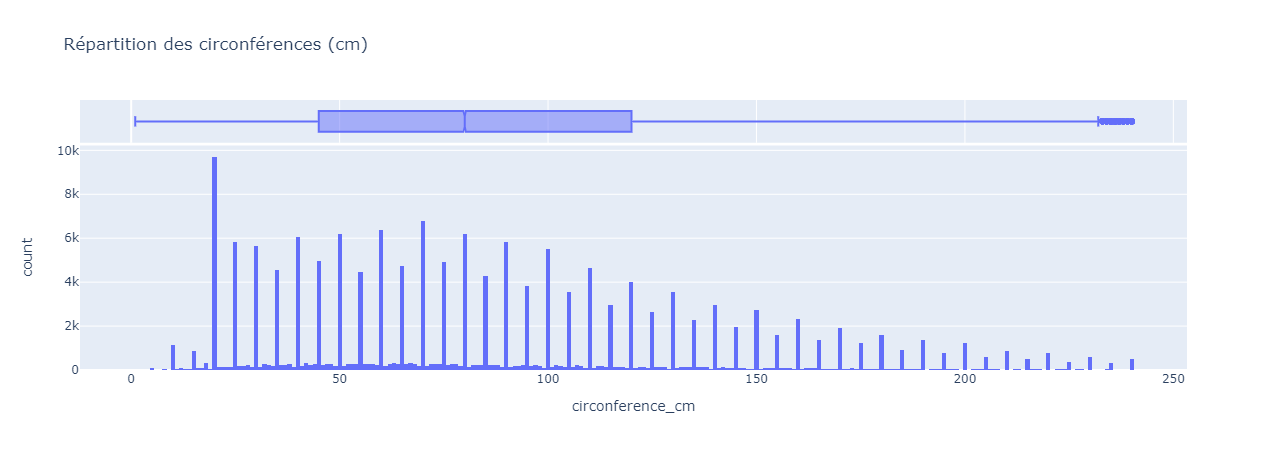 Répartition des circonférences (cm)
10k
8k
6k
4k
2k
0
count
0 50 100 150 200 250
circonference_cm